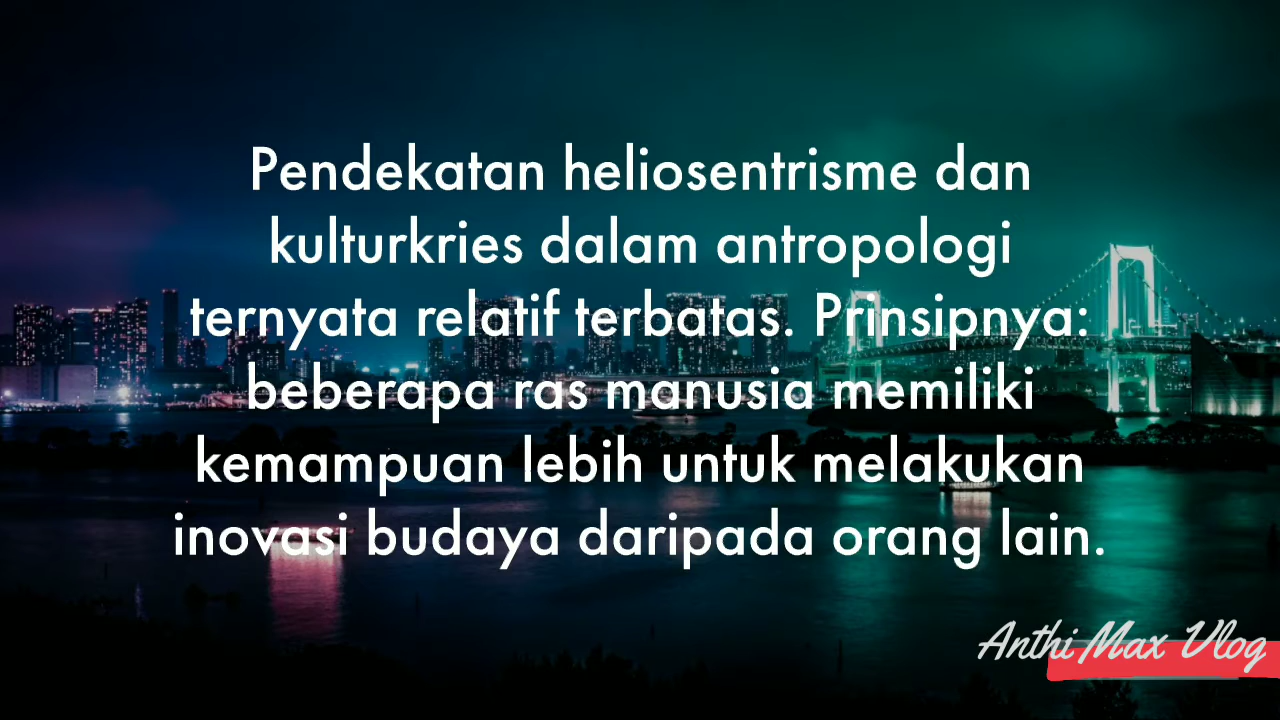 Pendekatan heliosentrisme dan
kulturkries dalam antropologi
ternyata relatif terbatas. Prinsipnya:
beberapa ras manusia memiliki
kemampuan lebih untuk melakukan
inovasi budaya daripada orang lain.
Anthi Max Vlog